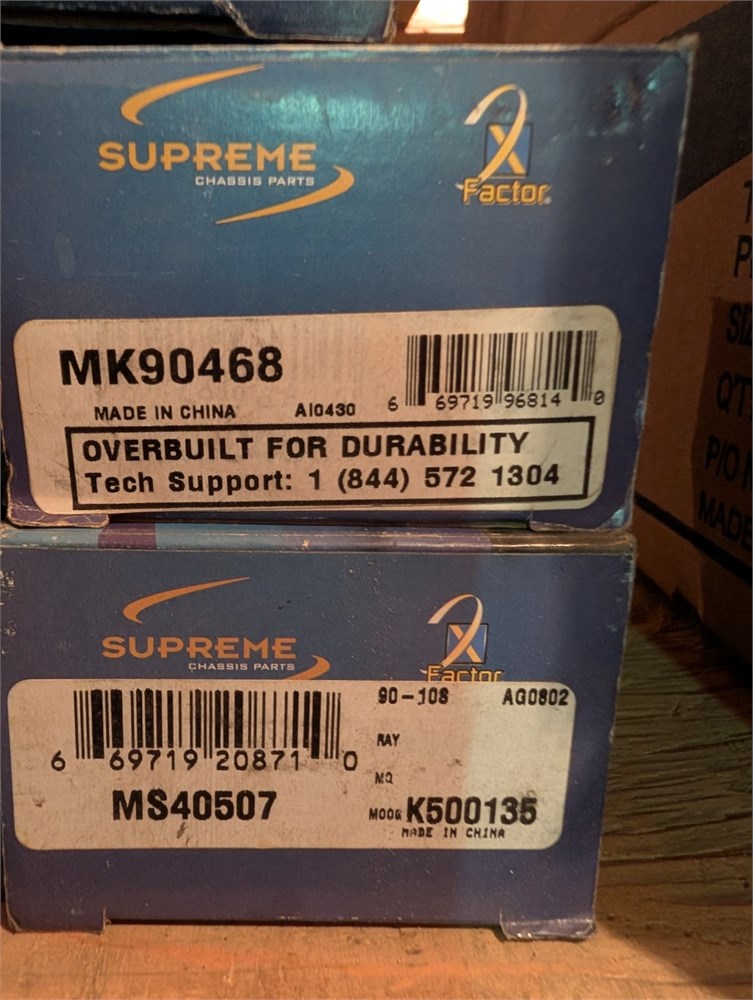 SUPREME
CHASSIS PARTS
X
Factor
MK90468
MADE IN CHINA AI0430
6 69719 96814 0
OVERBUILT FOR DURABILITY
Tech Support: 1 (844) 572 1304
SUPREME
CHASSIS PARTS
X
Factor
90-108 AG0802
6 69719 20871 0
RAY
MQ
MS40507
MOOG K500135
MADE IN CHINA
P/O
MADE